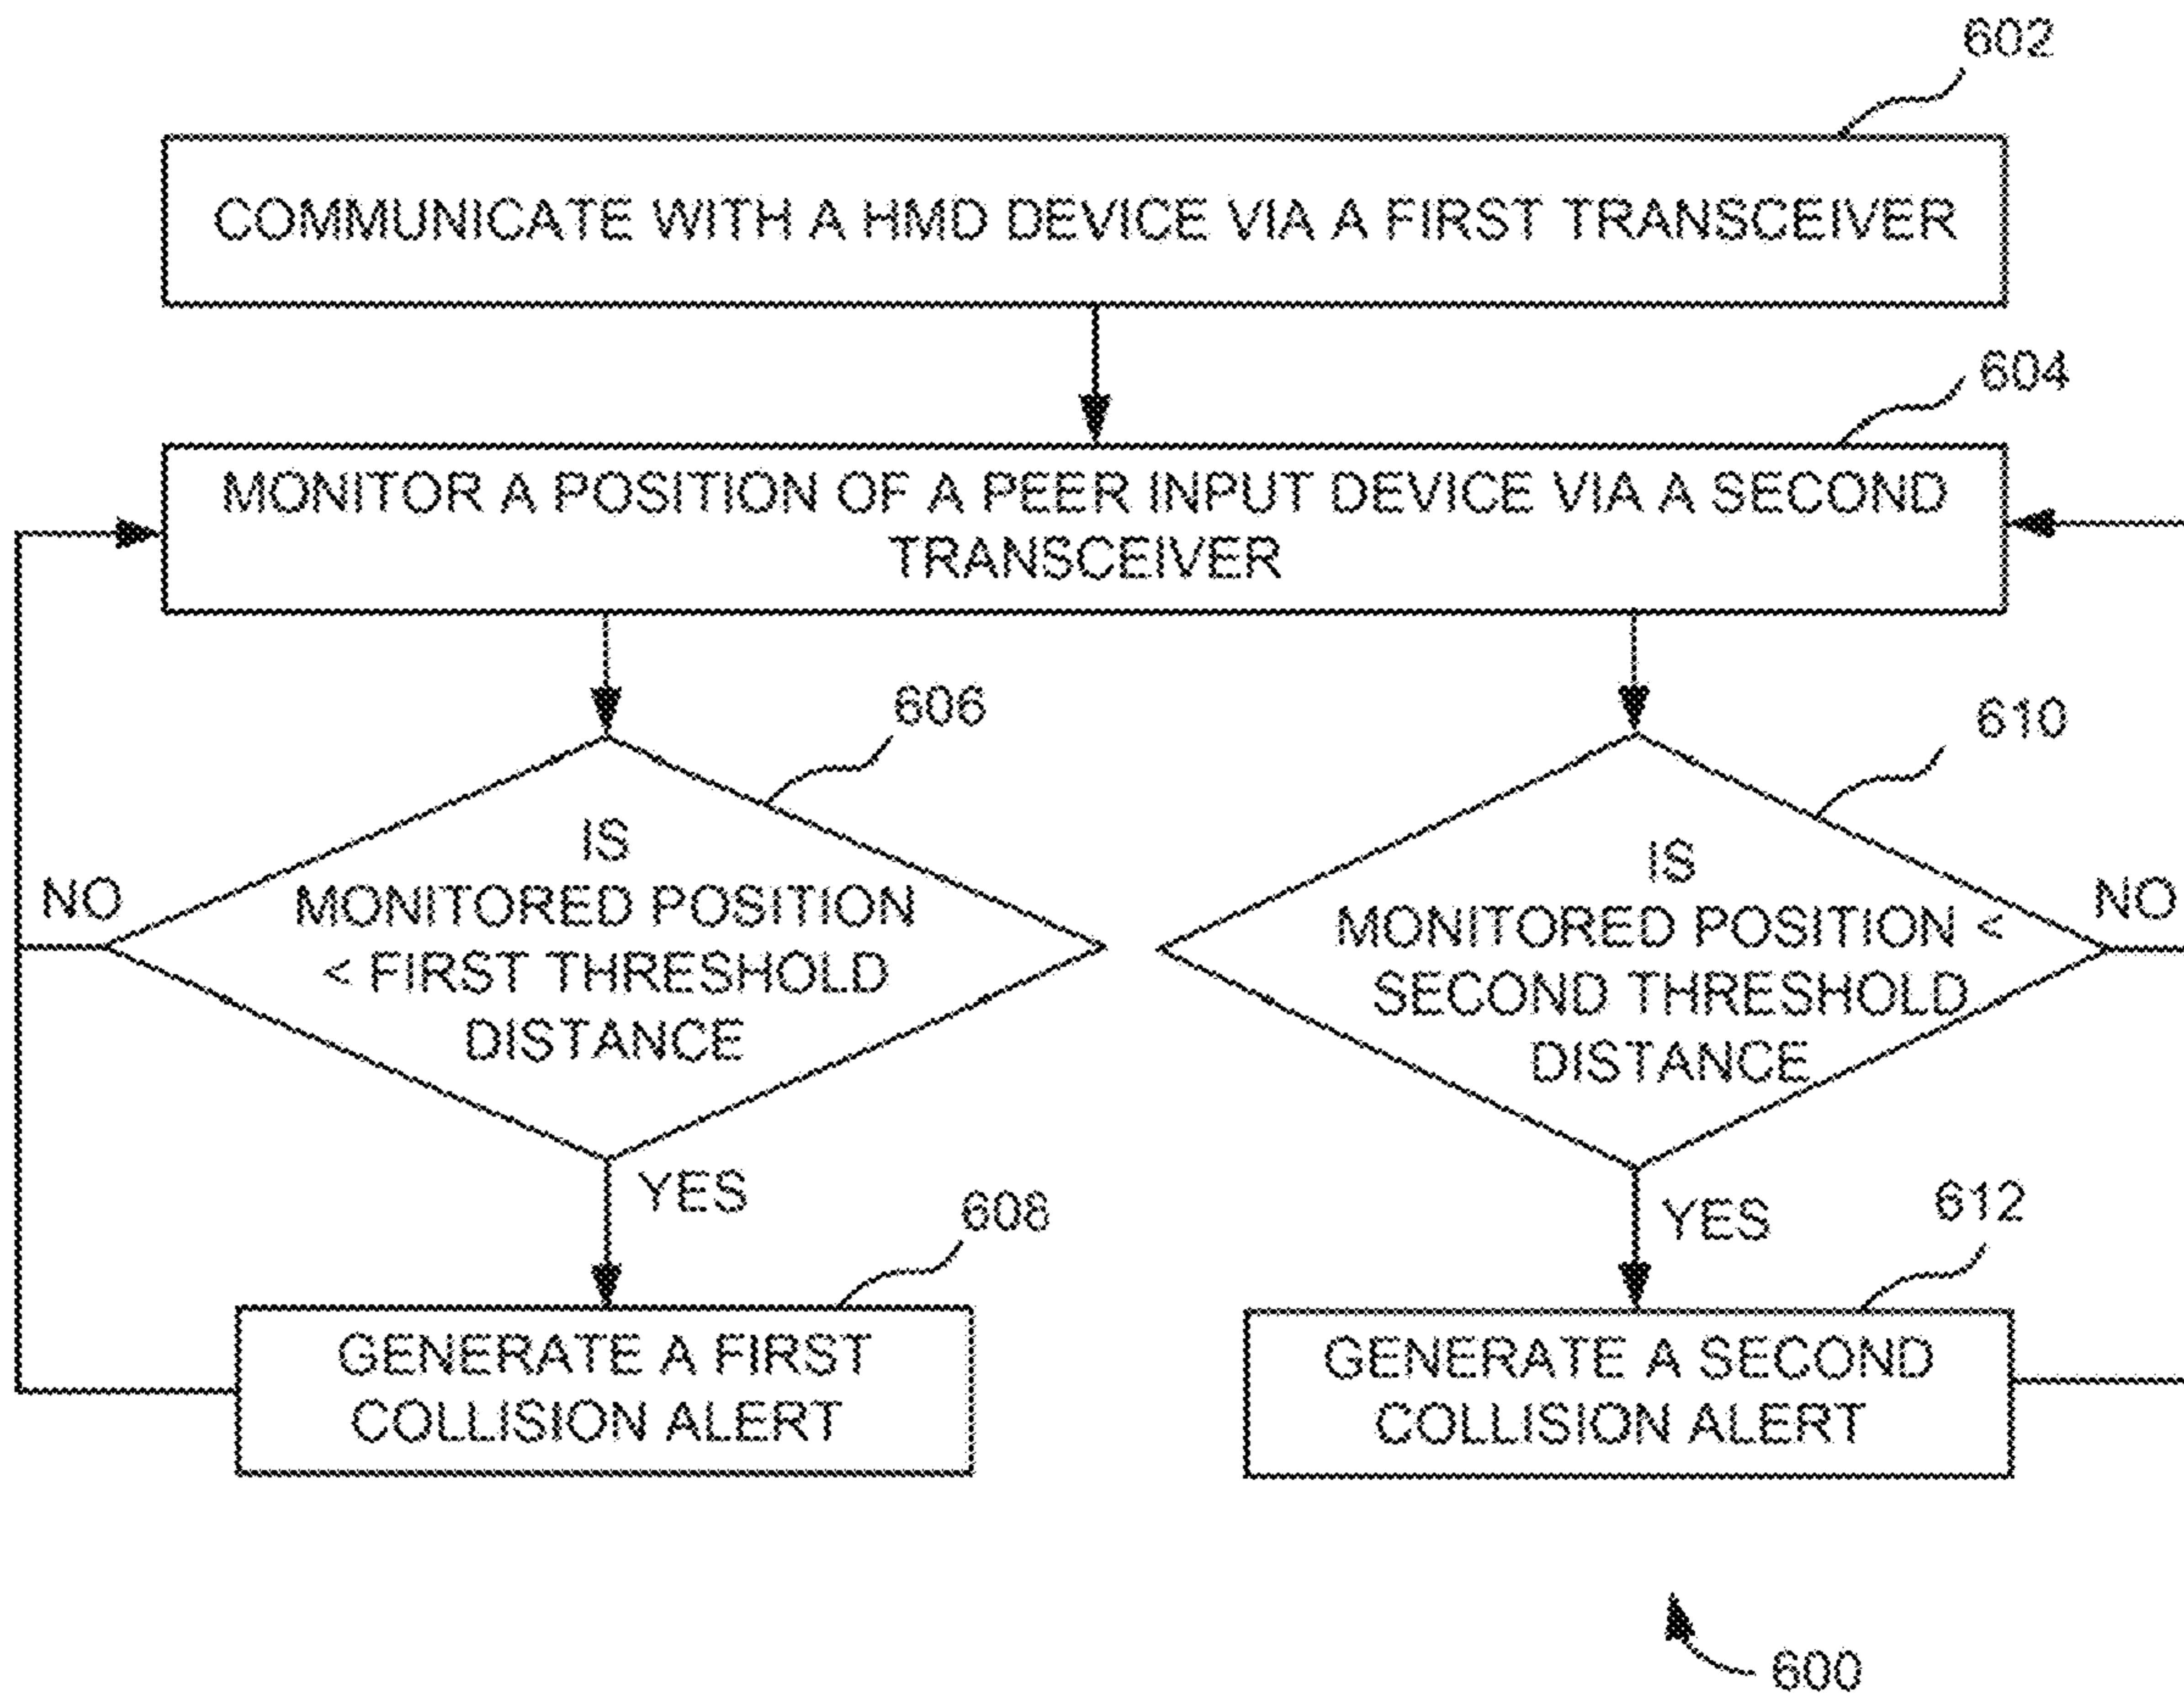 602
COMMUNICATE WITH A HMD DEVICE VIA A FIRST TRANSCEIVER
604
MONITOR A POSITION OF A PEER INPUT DEVICE VIA A SECOND
TRANSCEIVER
606
610
IS
MONITORED POSITION
< FIRST THRESHOLD
DISTANCE
NO
IS
MONITORED POSITION <
SECOND THRESHOLD
DISTANCE
NO
YES
608
YES
612
GENERATE A FIRST
COLLISION ALERT
GENERATE A SECOND
COLLISION ALERT
600